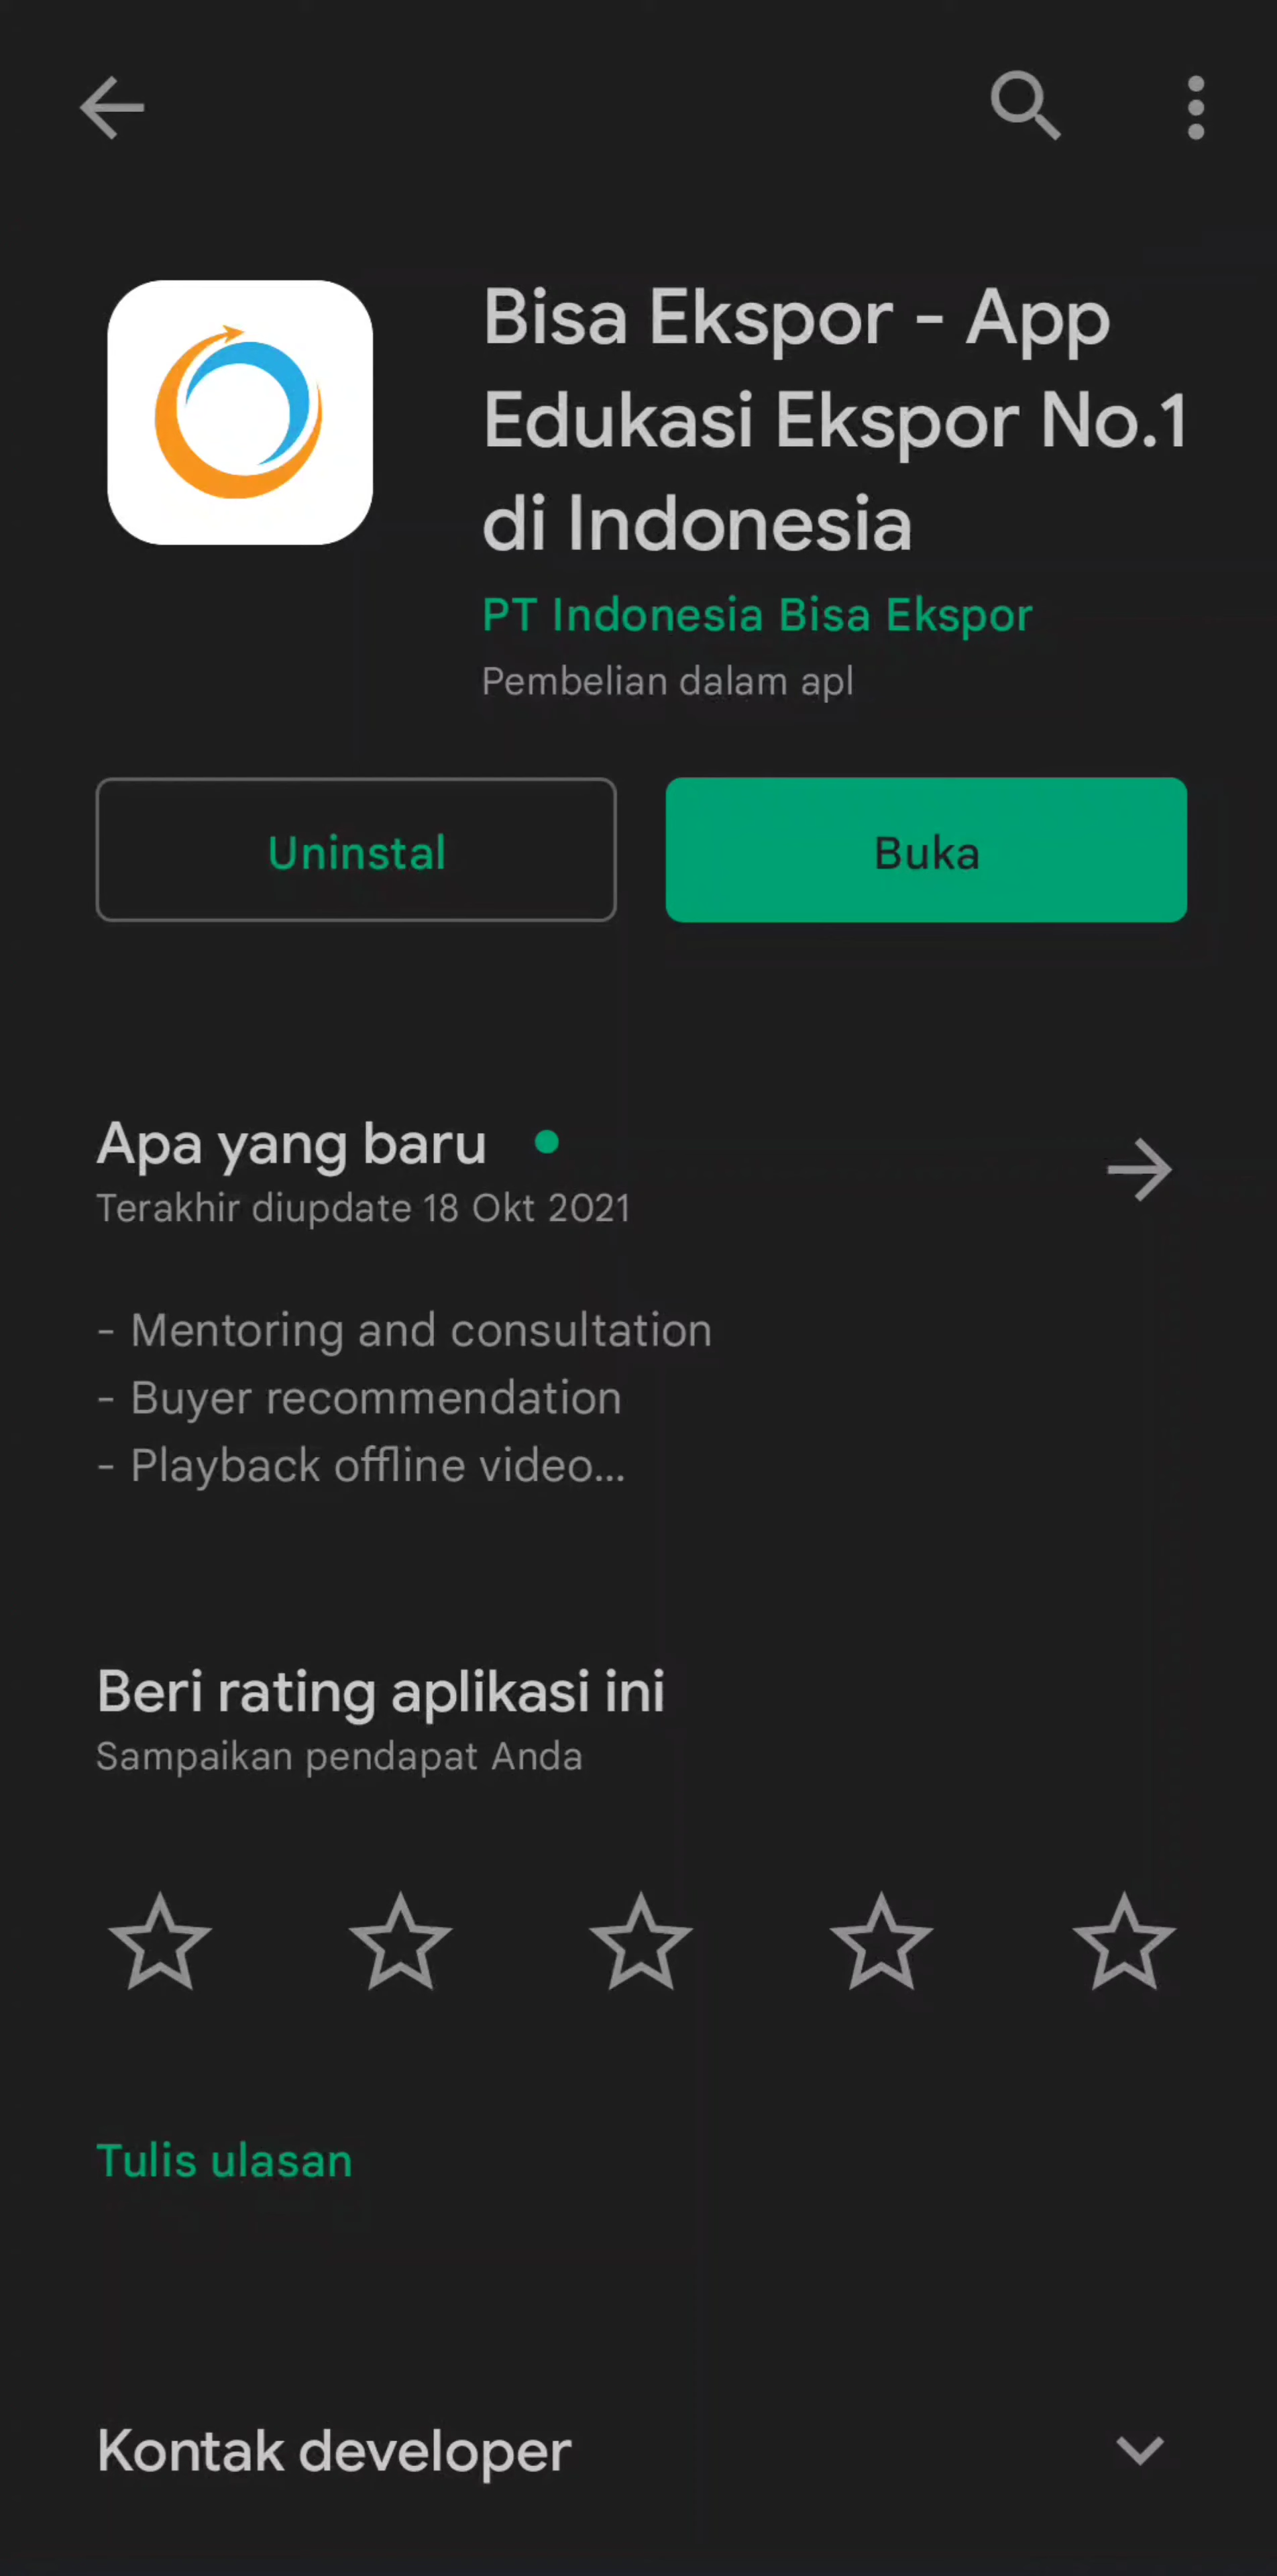 Bisa Ekspor - App
Edukasi Ekspor No.1
di Indonesia
PT Indonesia Bisa Ekspor
Pembelian dalam apl
Uninstal
Buka
Apa yang baru
Terakhir diupdate 18 Okt 2021
- Mentoring and consultation
- Buyer recommendation
- Playback offline video...
Beri rating aplikasi ini
Sampaikan pendapat Anda
Tulis ulasan
Kontak developer